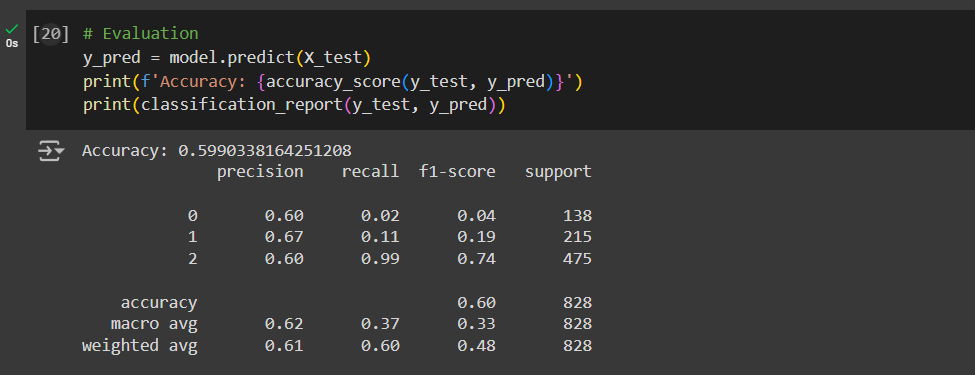 [20] # Evaluation
0s
y_pred = model.predict(X_test)
print(f'Accuracy: {accuracy_score(y_test, y_pred)}')
print(classification_report(y_test, y_pred))
Accuracy: 0.5990338164251208
precision recall f1-score support
0 0.60 0.02 0.04 138
1 0.67 0.11 0.19 215
2 0.60 0.99 0.74 475
accuracy 0.60 828
macro avg 0.62 0.37 0.33 828
weighted avg 0.61 0.60 0.48 828